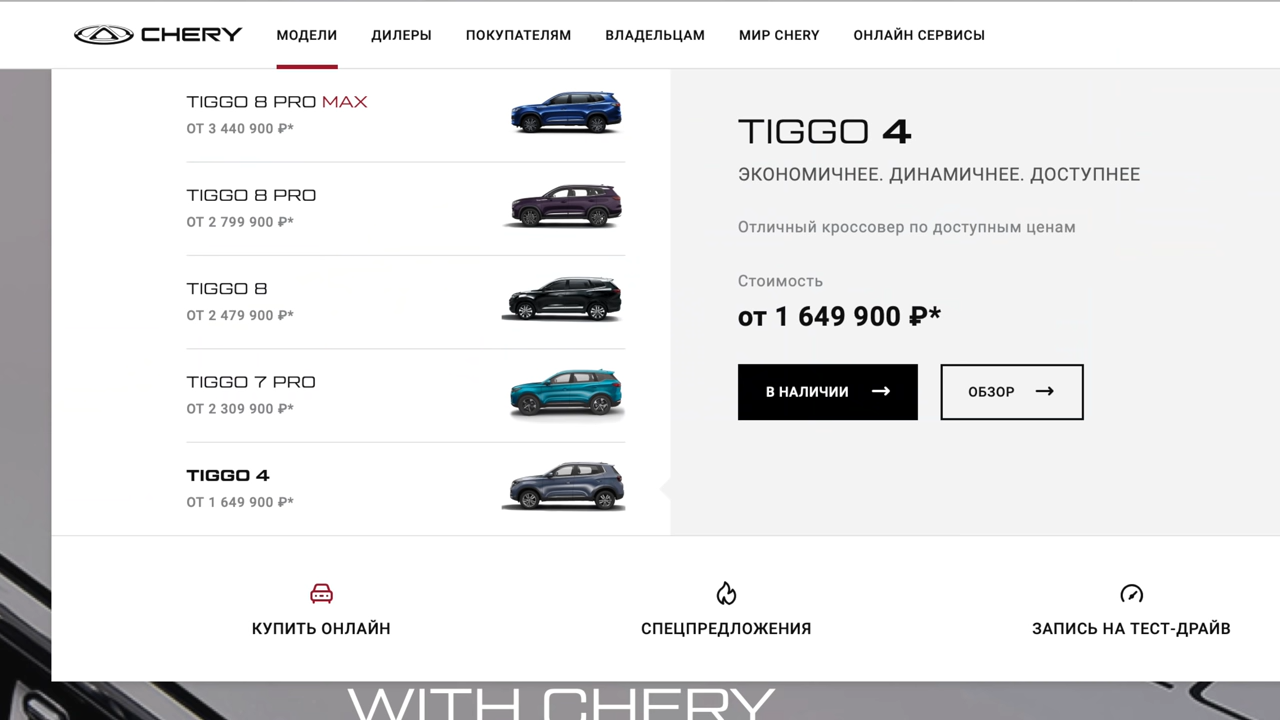 CHERY
МОДЕЛИ
ДИЛЕРЫ
ПОКУПАТЕЛЯМ
ВЛАДЕЛЬЦАМ
МИР CHERY
ОНЛАЙН СЕРВИСЫ
TIGGO 8 PRO MAX
ОТ 3 440 900 ₽*
TIGGO 8 PRO
ОТ 2 799 900 ₽*
TIGGO 8
ОТ 2 479 900 ₽*
TIGGO 7 PRO
ОТ 2 309 900 ₽*
TIGGO 4
ОТ 1 649 900 ₽*
TIGGO 4
ЭКОНОМИЧНЕЕ. ДИНАМИЧНЕЕ. ДОСТУПНЕЕ
Отличный кроссовер по доступным ценам
Стоимость
от 1 649 900 ₽*
В НАЛИЧИИ
ОБЗОР
КУПИТЬ ОНЛАЙН
СПЕЦПРЕДЛОЖЕНИЯ
ЗАПИСЬ НА ТЕСТ-ДРАЙВ
WITH CHERY